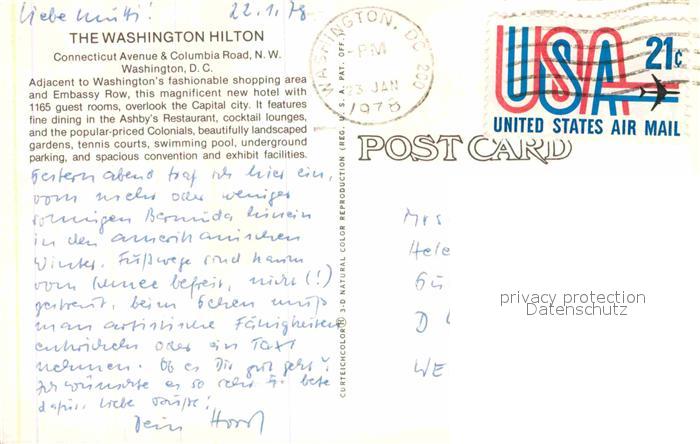 Liebe Mutti! 22.1.78
THE WASHINGTON HILTON
Connecticut Avenue & Columbia Road, N. W.
Washington, D. C.
Adjacent to Washington's fashionable shopping area
and Embassy Row, this magnificent new hotel with
1165 guest rooms, overlook the Capital city. It features
fine dining in the Ashby's Restaurant, cocktail lounges,
and the popular-priced Colonials, beautifully landscaped
gardens, tennis courts, swimming pool, underground
parking, and spacious convention and exhibit facilities.
Gestern abend traf ich hier ein,
vom mehr oder weniger
sonnigen Bermuda hinein
in den amerikanischen
Winter. Fußwege sind kaum
vom Schnee befreit, nicht (!)
gestreut, beim Gehen muß
man artistische Fähigkeiten
entwickeln oder ein Taxi
nehmen. Ob es Dir gut geht?
Ich wünsche es so sehr u. bete
dafür. Liebe Grüße!
Dein Horst
CURTEICHCOLOR® 3-D NATURAL COLOR REPRODUCTION (REG. U. S. A. PAT. OFF.)
WASHINGTON, DC 200
PM
23 JAN
1978
USA 21c
UNITED STATES AIR MAIL
POST CARD
Mrs
Hele
Gü
D
WE
privacy protection
Datenschutz